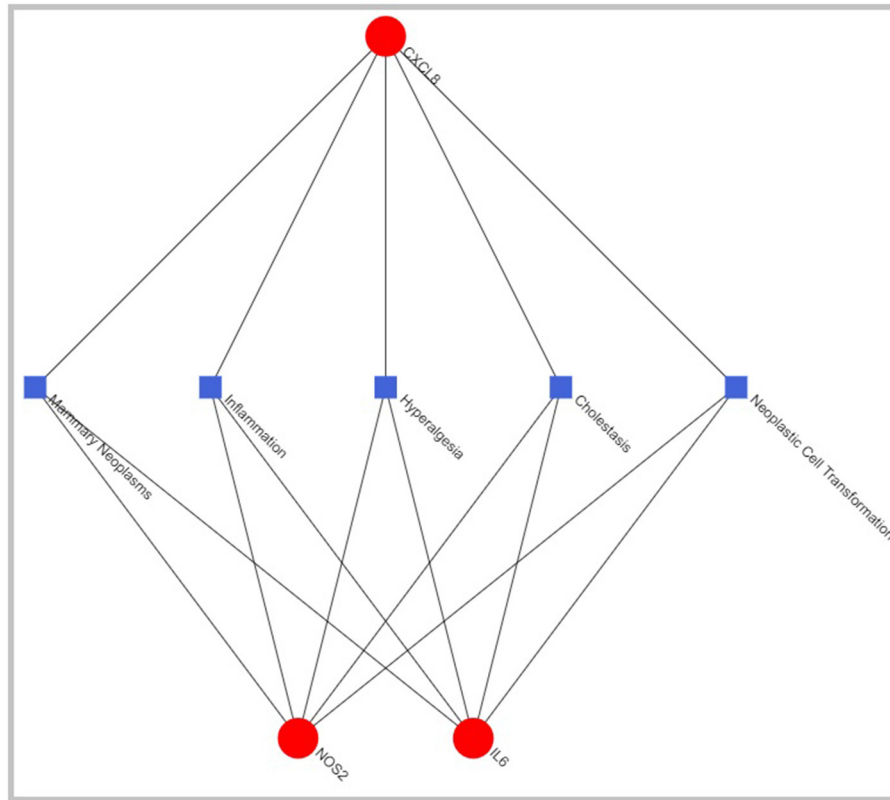 CXCL8
Mammary Neoplasms
Inflammation
Hyperalgesia
Cholestasis
Neoplastic Cell Transformation
NOS2
IL6